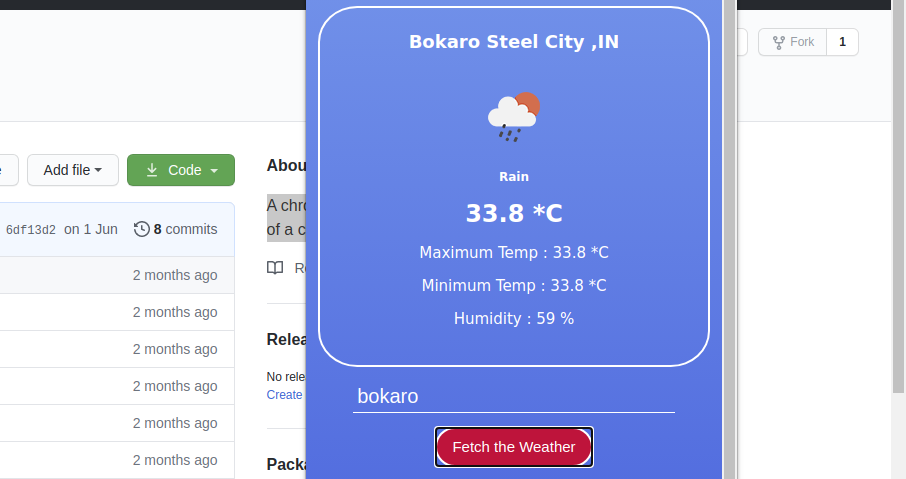 Bokaro Steel City ,IN
Fork 1
Rain
33.8 *C
Maximum Temp : 33.8 *C
Minimum Temp : 33.8 *C
Humidity : 59 %
bokaro
Fetch the Weather
Add file
Code
6df13d2 on 1 Jun 8 commits
2 months ago
2 months ago
2 months ago
2 months ago
2 months ago
2 months ago
Abou
A chr
of a c
R
Relea
No rele
Create
Packa